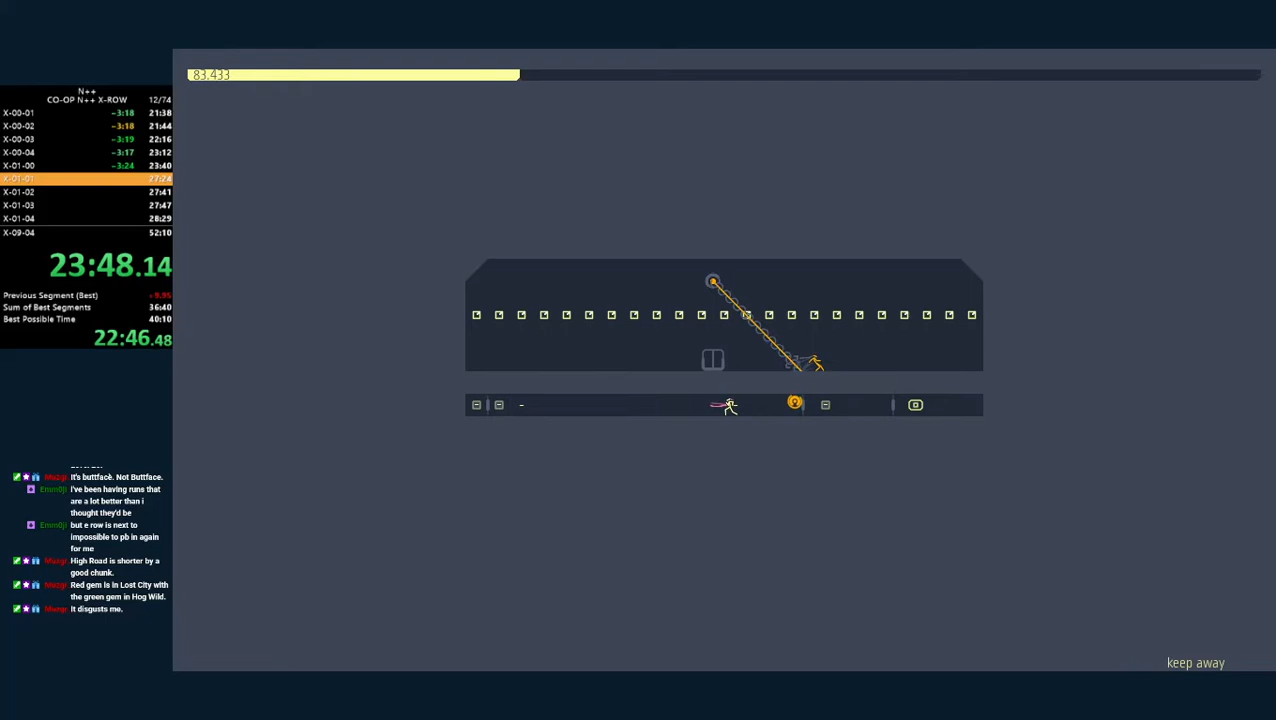 83.433
N++
CO-OP N++ X-ROW 12/74
X-00-01 -3:18 21:38
X-00-02 -3:18 21:44
X-00-03 -3:19 22:16
X-00-04 -3:17 23:12
X-01-00 -3:24 23:40
X-01-01 27:24
X-01-02 27:41
X-01-03 27:47
X-01-04 28:29
X-09-04 52:10
23:48.14
Previous Segment (Best) +9.95
Sum of Best Segments 36:40
Best Possible Time 40:10
22:46.48
It's buttface. Not Buttface.
Emm0ji I've been having runs that
are a lot better than i
thought they'd be
Emm0ji but e row is next to
impossible to pb in again
for me
High Road is shorter by a
good chunk.
Red gem is in Lost City with
the green gem in Hog Wild.
It disgusts me.
keep away